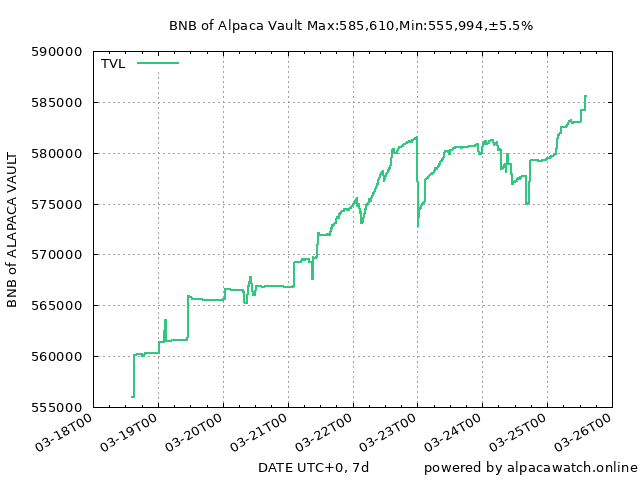 BNB of Alpaca Vault Max:585,610,Min:555,994,±5.5%
590000
TVL
585000
580000
575000
570000
565000
560000
555000
BNB of ALAPACA VAULT
03-18T00
03-19T00
03-20T00
03-21T00
03-22T00
03-23T00
03-24T00
03-25T00
03-26T00
DATE UTC+0, 7d
powered by alpacawatch.online